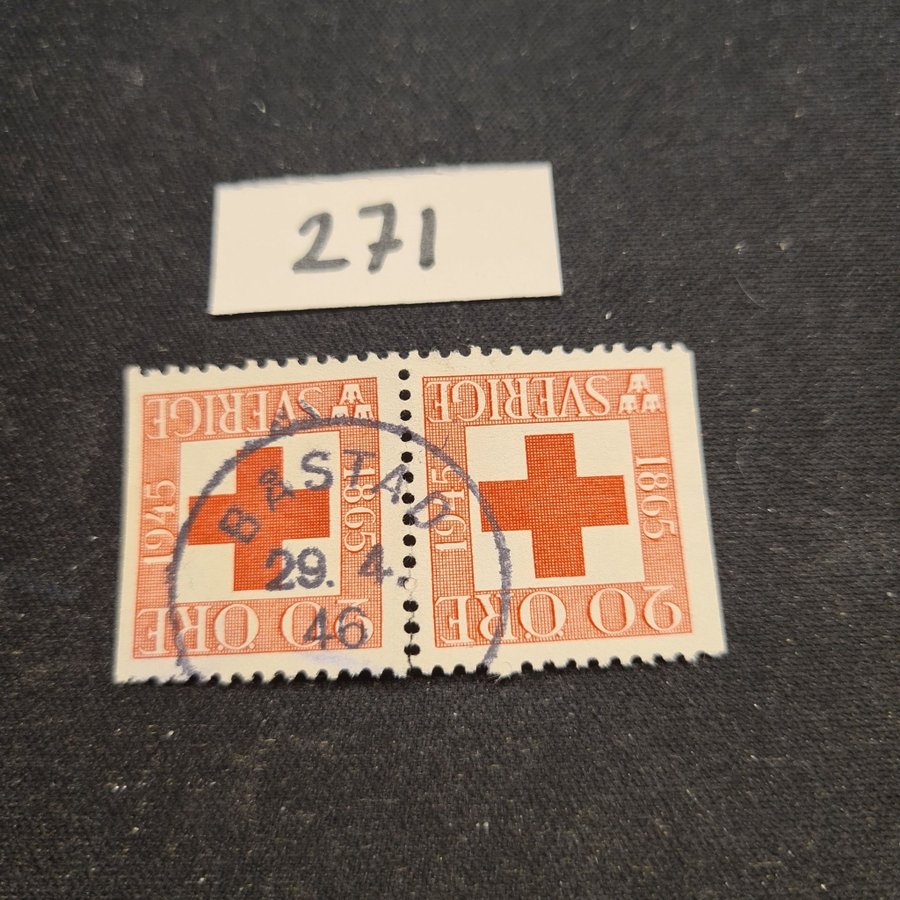 271
BÅSTAD
29. 4.
46
SVERIGE
1865
1945
20 ÖRE
SVERIGE
1865
1945
20 ÖRE